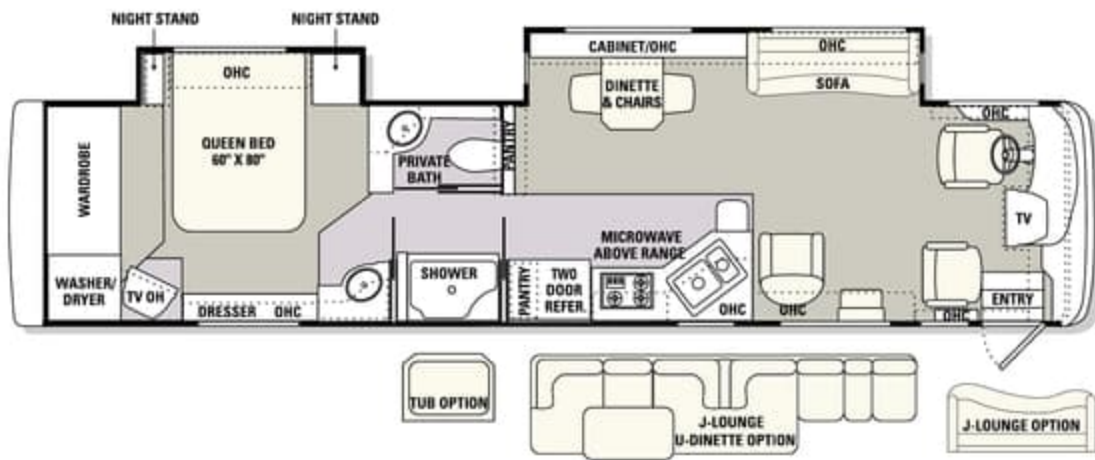 NIGHT STAND
NIGHT STAND
OHC
QUEEN BED
60" X 80"
WARDROBE
WASHER/
DRYER
TV OH
DRESSER OHC
PRIVATE
BATH
PANTRY
SHOWER
CABINET/OHC
DINETTE
& CHAIRS
OHC
SOFA
OHC
TV
MICROWAVE
ABOVE RANGE
PANTRY
TWO
DOOR
REFER.
OHC
OHC
OHC
ENTRY
TUB OPTION
J-LOUNGE
U-DINETTE OPTION
J-LOUNGE OPTION